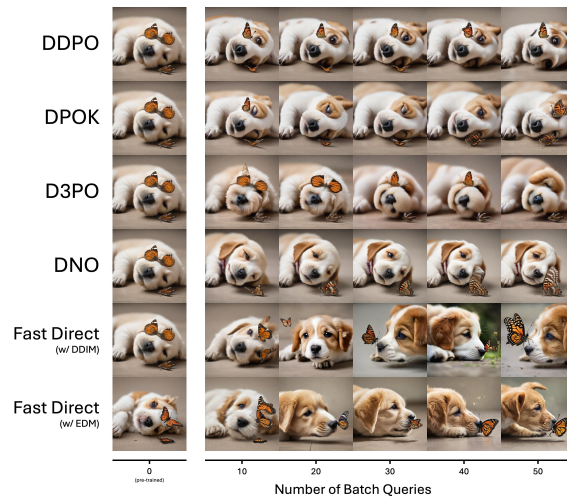 DDPO
DPOK
D3PO
DNO
Fast Direct
(w/ DDIM)
Fast Direct
(w/ EDM)
0 10 20 30 40 50
(pre-trained)
Number of Batch Queries